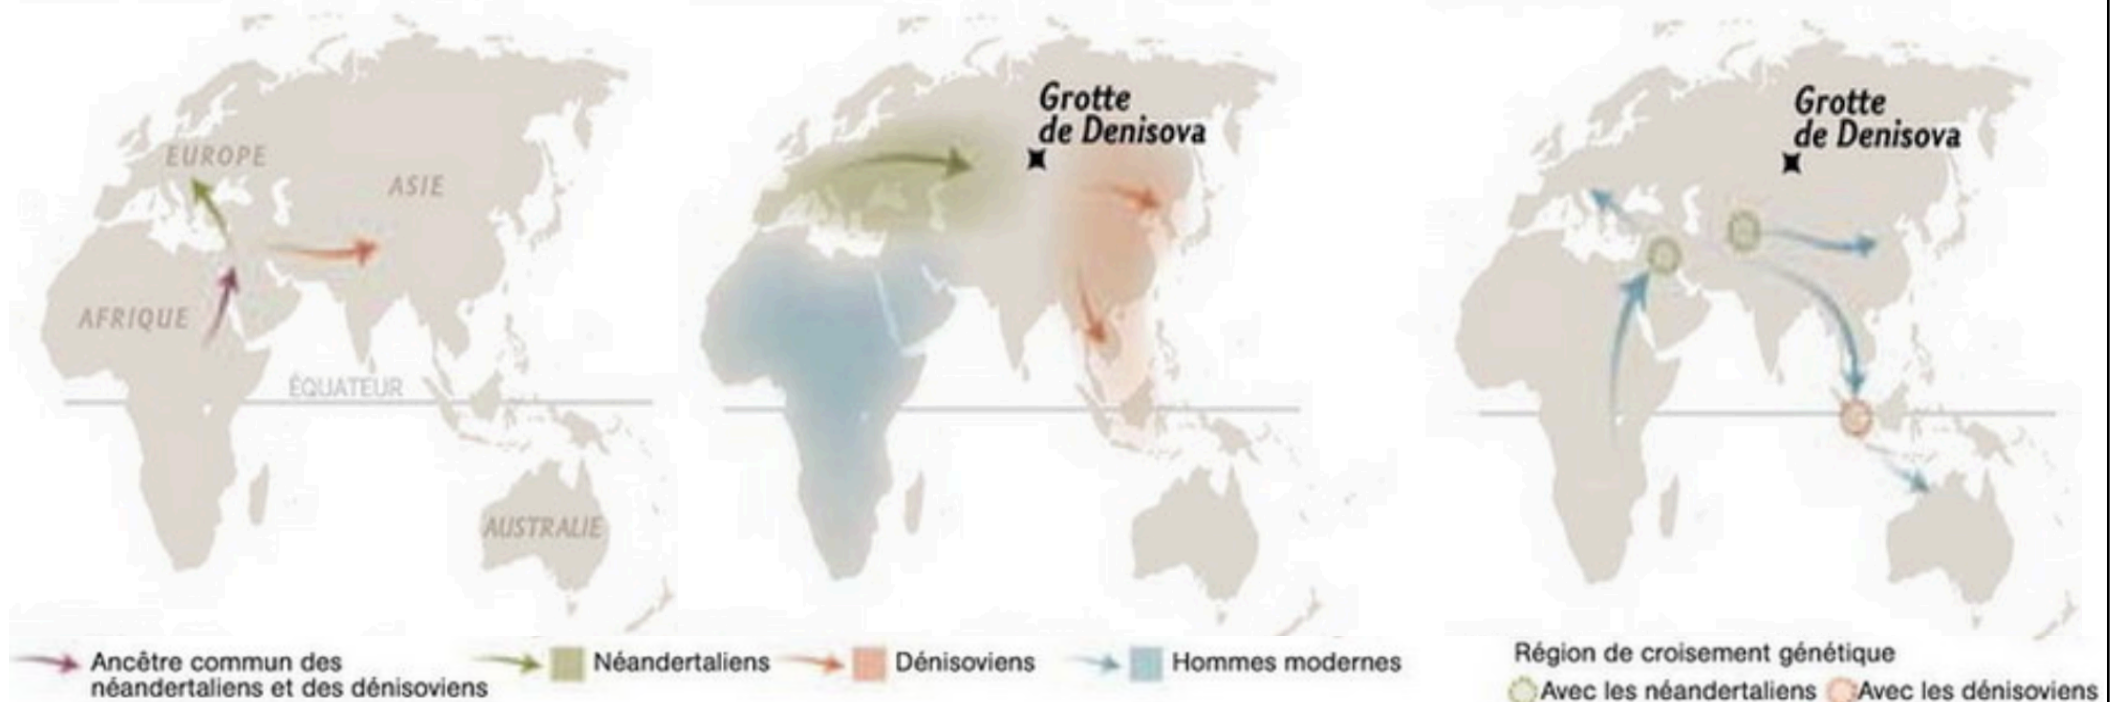 EUROPE
ASIE
AFRIQUE
ÉQUATEUR
AUSTRALIE
Grotte
de Denisova
Grotte
de Denisova
Ancêtre commun des
néandertaliens et des dénisoviens
Néandertaliens
Dénisoviens
Hommes modernes
Région de croisement génétique
Avec les néandertaliens
Avec les dénisoviens